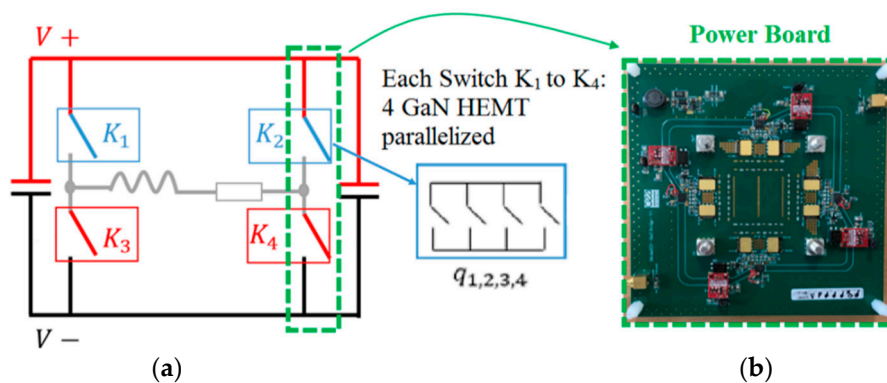 V +
Power Board
Each Switch K₁ to K₄:
4 GaN HEMT
parallelized
K₁
K₂
K₃
K₄
q₁,₂,₃,₄
V −
(a)
(b)